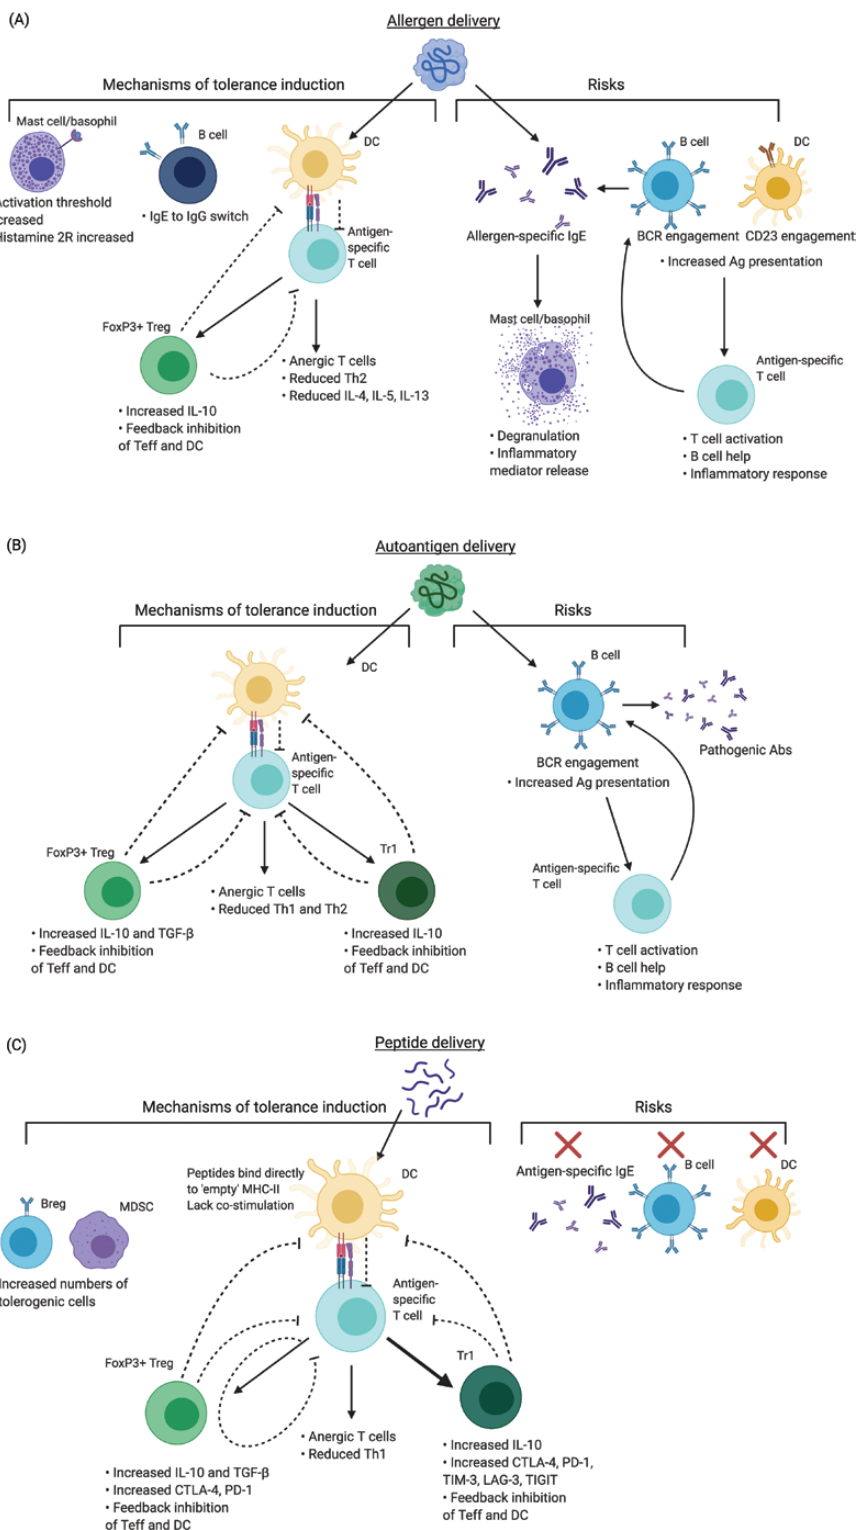 (A)
Allergen delivery
Mechanisms of tolerance induction
Risks
Mast cell/basophil
B cell
DC
B cell
DC
Activation threshold
creased
Histamine 2R increased
• IgE to IgG switch
Antigen-
specific
T cell
Allergen-specific IgE
BCR engagement
CD23 engagement
• Increased Ag presentation
FoxP3+ Treg
Mast cell/basophil
Antigen-specific
T cell
• Anergic T cells
• Reduced Th2
• Reduced IL-4, IL-5, IL-13
• Increased IL-10
• Feedback inhibition
of Teff and DC
• Degranulation
• Inflammatory
mediator release
• T cell activation
• B cell help
• Inflammatory response
(B)
Autoantigen delivery
Mechanisms of tolerance induction
Risks
DC
B cell
Pathogenic Abs
Antigen-
specific
T cell
BCR engagement
• Increased Ag presentation
FoxP3+ Treg
Tr1
Antigen-specific
T cell
• Anergic T cells
• Reduced Th1 and Th2
• Increased IL-10 and TGF-β
• Feedback inhibition
of Teff and DC
• Increased IL-10
• Feedback inhibition
of Teff and DC
• T cell activation
• B cell help
• Inflammatory response
(C)
Peptide delivery
Mechanisms of tolerance induction
Risks
Peptides bind directly
to 'empty' MHC-II
Lack co-stimulation
DC
Antigen-specific IgE
B cell
DC
Breg
MDSC
Increased numbers of
tolerogenic cells
Antigen-
specific
T cell
FoxP3+ Treg
Tr1
• Anergic T cells
• Reduced Th1
• Increased IL-10 and TGF-β
• Increased CTLA-4, PD-1
• Feedback inhibition
of Teff and DC
• Increased IL-10
• Increased CTLA-4, PD-1,
TIM-3, LAG-3, TIGIT
• Feedback inhibition
of Teff and DC